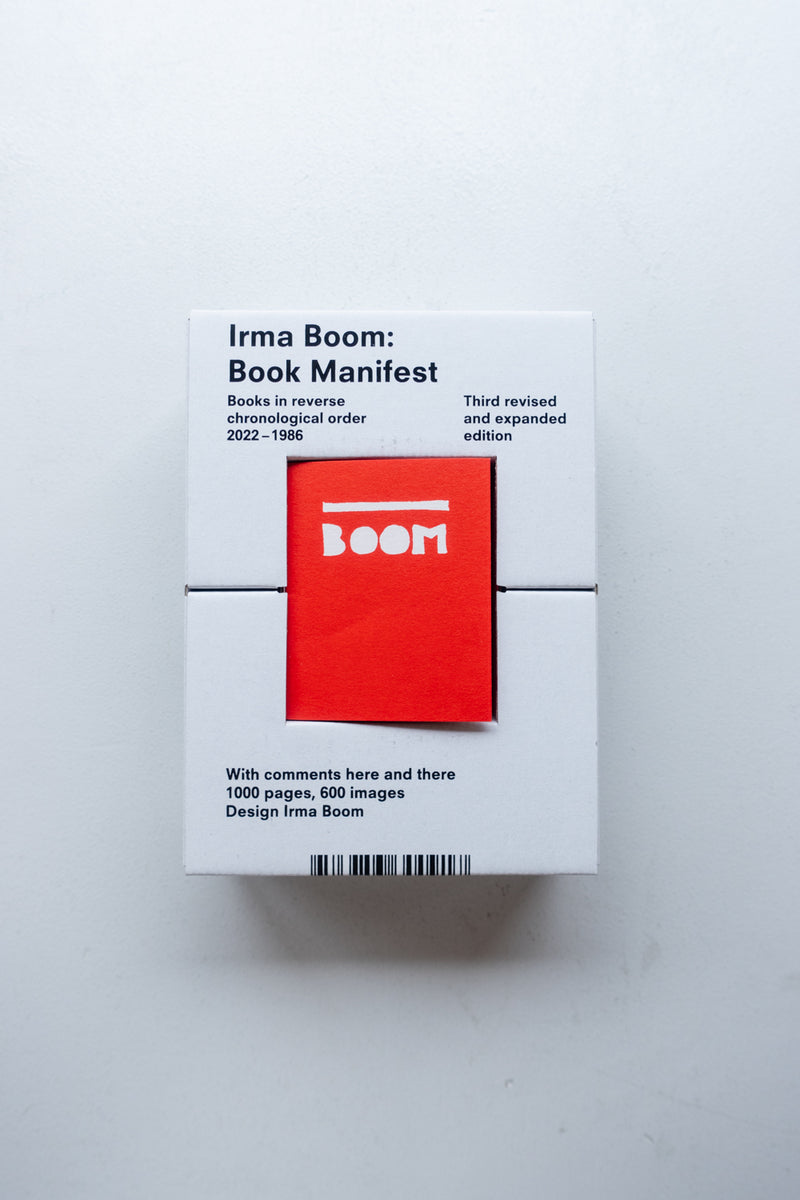 Irma Boom:
Book Manifest
Books in reverse
chronological order
2022–1986
Third revised
and expanded
edition
BOOM
With comments here and there
1000 pages, 600 images
Design Irma Boom